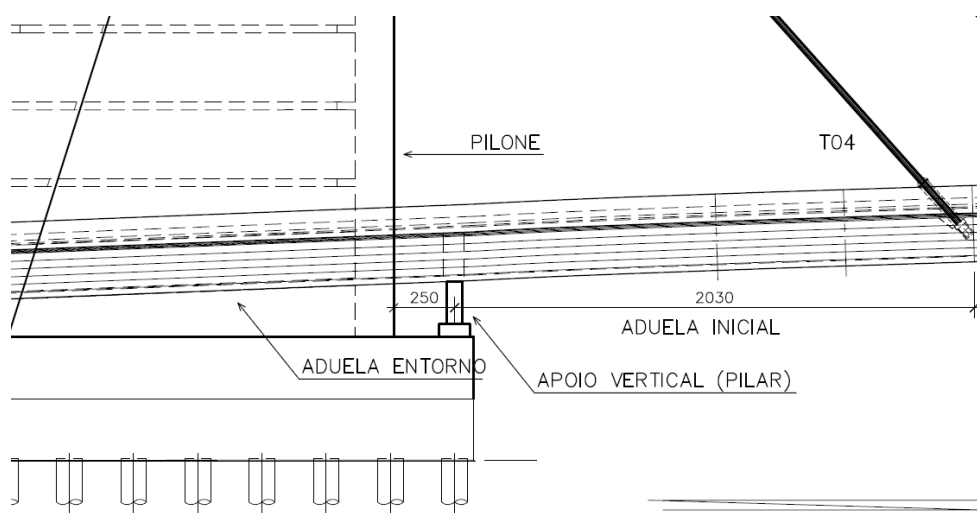 PILONE
T04
250
2030
ADUELA INICIAL
ADUELA ENTORNO
APOIO VERTICAL (PILAR)